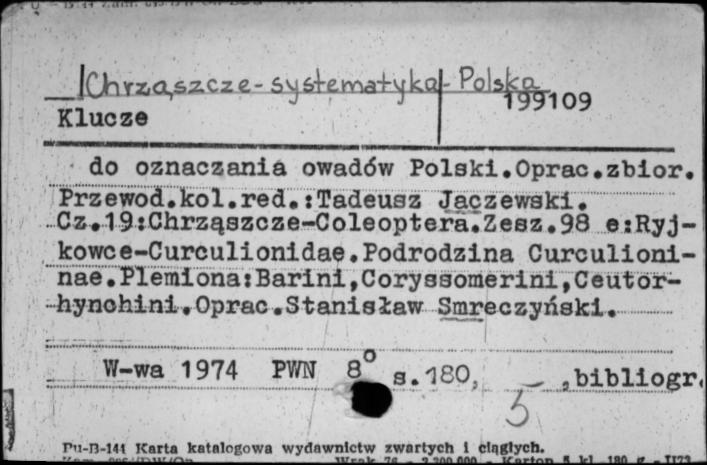 Chrząszcze - systematyka - Polska
199109
Klucze
do oznaczania owadów Polski.Oprac.zbior.
Przewod.kol.red.:Tadeusz Jaczewski.
Cz.19:Chrząszcze-Coleoptera.Zesz.98 e:Ryj-
kowce-Curculionidae.Podrodzina Curculioni-
nae.Plemiona:Barini,Coryssomerini,Ceutor-
hynchini.Oprac.Stanisław Smreczyński.
W-wa 1974 PWN 8° s.180, 5 ,bibliogr.
Pu-B-144 Karta katalogowa wydawnictw zwartych i ciągłych.